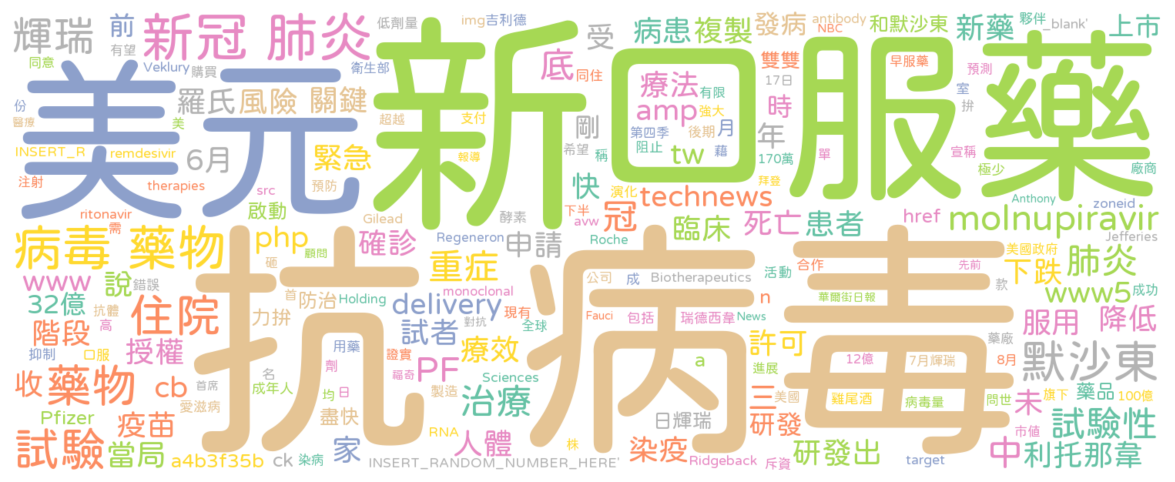 輝瑞 前 新冠 肺炎 低劑量 img 吉利德 受 病患 複製 發病 antibody 和默沙東 NBC 新藥 夥伴 _blank' 上市
同意 有望 Veklury 購買 衛生部 底 同住 療法 有限 雙雙 17日 早服藥 預測 室 拚
份 醫療 美元 羅氏 風險 關鍵 超越 支付 新口服藥 剛 amp 強大 時 年 宣稱 極少 廠商
INSERT_R 美 6月 緊急 希望 稱 第四季 後期 月 170萬 單
注射 remdesivir therapies src 預防 報導 快 阻止 tw 藉 演化 拜登 Anthony zoneid
ritonavir 需 啟動 Gilead 酵素 下半 avw 冠 technews 死亡 患者 href molnupiravir Jefferies
病毒 藥物 php 顧問 確診 Regeneron 申請 Roche 臨床 美國政府 先前 肺炎
www 說 錯誤 砸 重症 公司 成 Biotherapeutics 活動 合作 下跌 款
32億 抗體 首 防治 Holding monoclonal delivery n 華爾街日報 www5 成功
階段 高 住院 力拚 對抗 現有 試者 全球 News Fauci 包括 瑞德西韋 許可 進展 服用 降低
抑制 口服 授權 用藥 證實 抗病毒 療效 a 12億 7月輝瑞 8月 藥廠 默沙東
收 藥物 cb 名 首席 劑 PF Sciences 製造 三 美國 雞尾酒 病毒量 問世 藥品 旗下 100億
Pfizer 疫苗 愛滋病 成年人 盡快 均 日 輻奇 治療 日輝瑞 研發 未 市值 試驗性
試驗 當局 a4b3f35b ck 染病 家 RNA 人體 株 染疫 Ridgeback 斥資 研發出 target 中 利托那韋
INSERT_RANDOM_NUMBER_HERE'